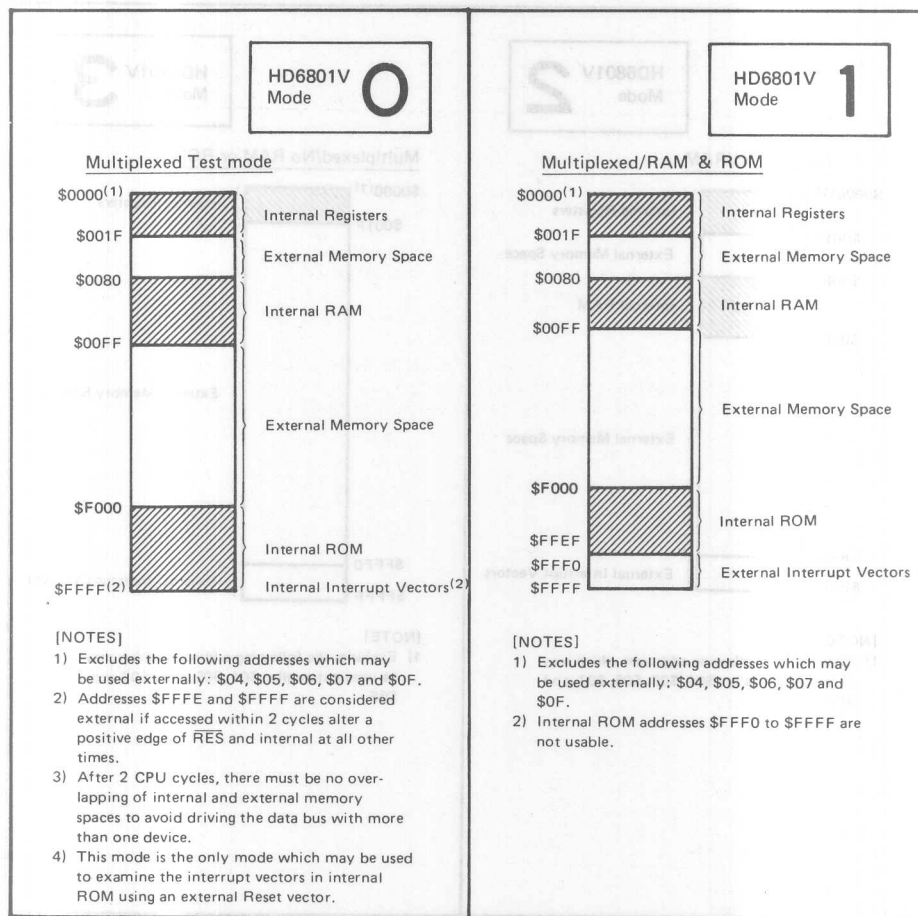 HD6801V
Mode
0
Multiplexed Test mode
$0000(1)
Internal Registers
$001F
External Memory Space
$0080
Internal RAM
$00FF
External Memory Space
$F000
Internal ROM
$FFFF(2)
Internal Interrupt Vectors(2)
[NOTES]
1) Excludes the following addresses which may
be used externally: $04, $05, $06, $07 and $0F.
2) Addresses $FFFE and $FFFF are considered
external if accessed within 2 cycles alter a
positive edge of RES and internal at all other
times.
3) After 2 CPU cycles, there must be no over-
lapping of internal and external memory
spaces to avoid driving the data bus with more
than one device.
4) This mode is the only mode which may be used
to examine the interrupt vectors in internal
ROM using an external Reset vector.
HD6801V
Mode
1
Multiplexed/RAM & ROM
$0000(1)
Internal Registers
$001F
External Memory Space
$0080
Internal RAM
$00FF
External Memory Space
$F000
Internal ROM
$FFEF
$FFF0
External Interrupt Vectors
$FFFF
[NOTES]
1) Excludes the following addresses which may
be used externally: $04, $05, $06, $07 and
$0F.
2) Internal ROM addresses $FFF0 to $FFFF are
not usable.